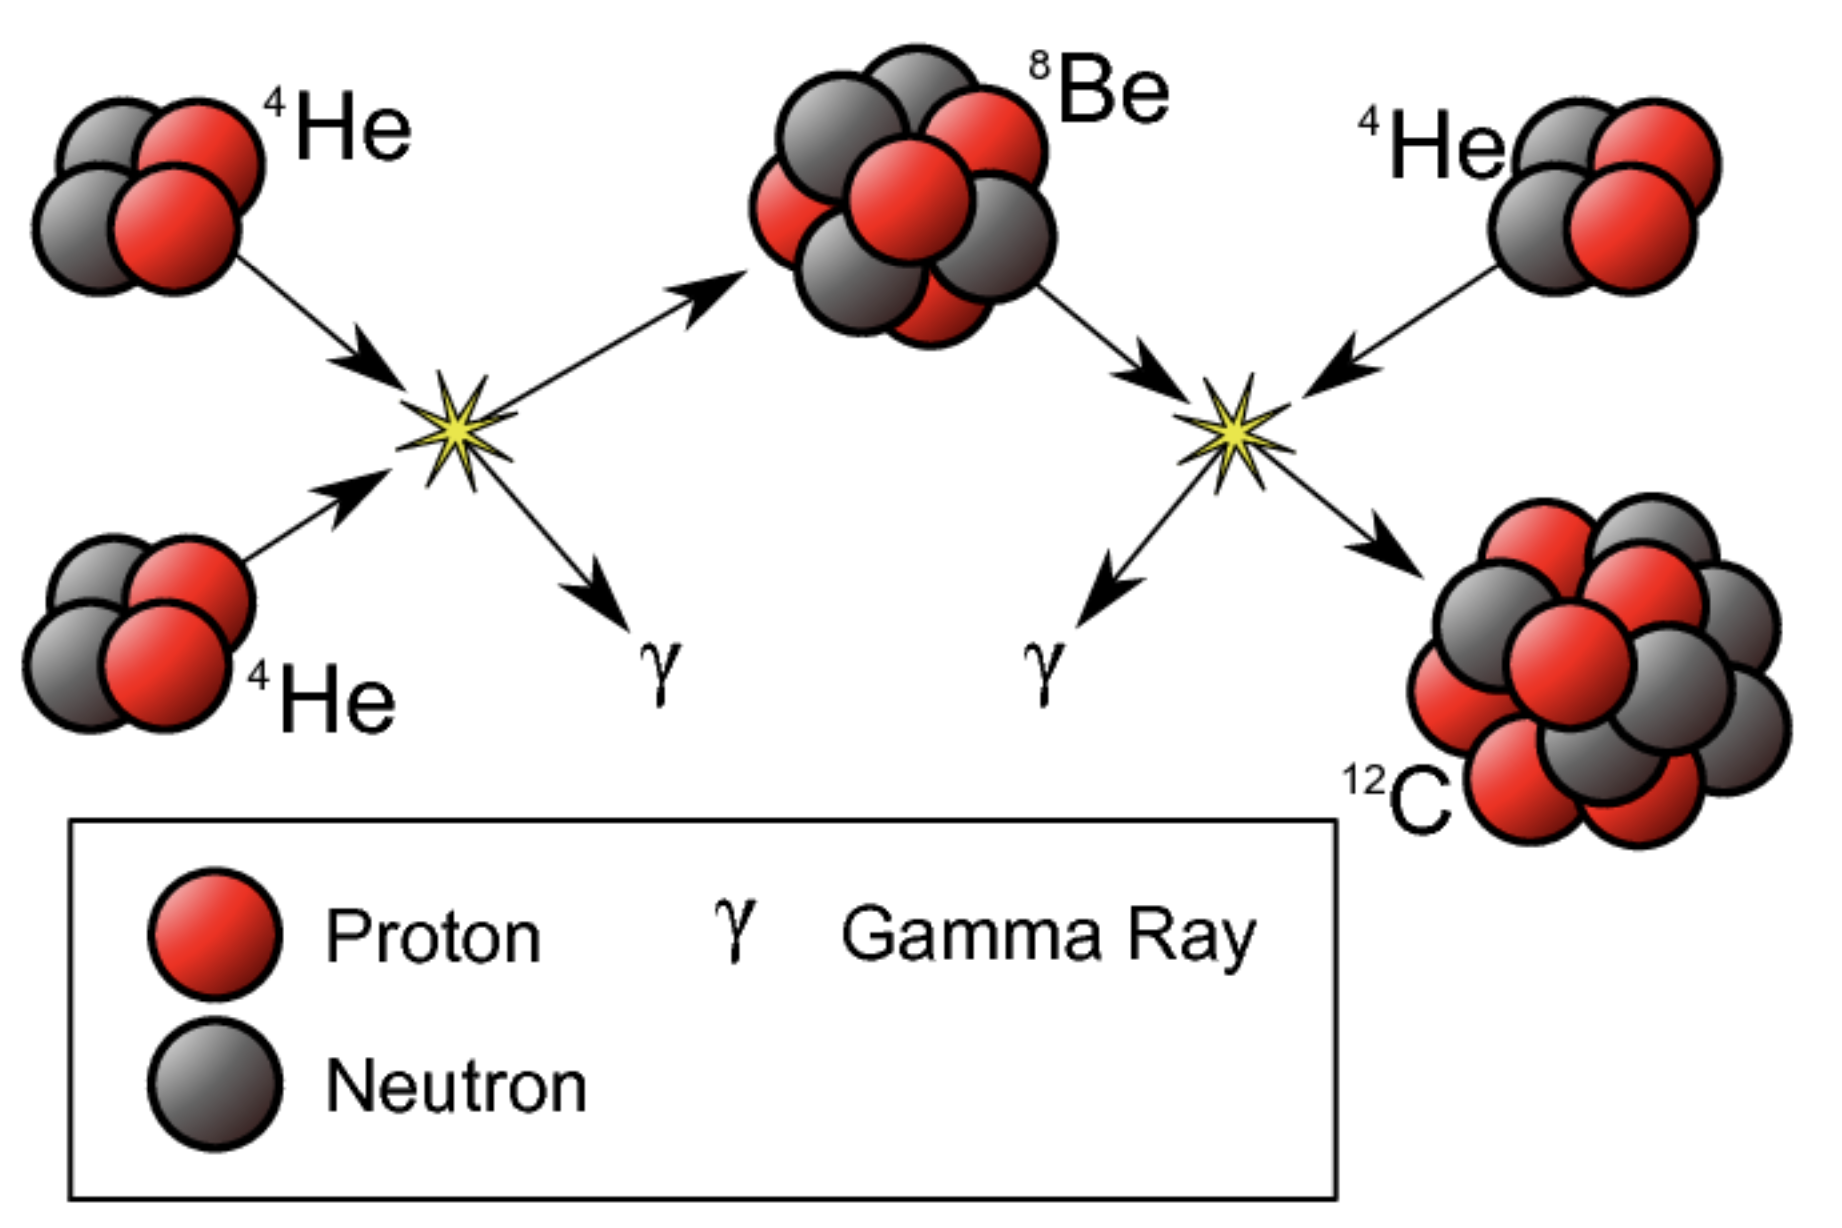 ⁴He
⁸Be
⁴He
⁴He
γ
γ
¹²C
Proton
γ Gamma Ray
Neutron